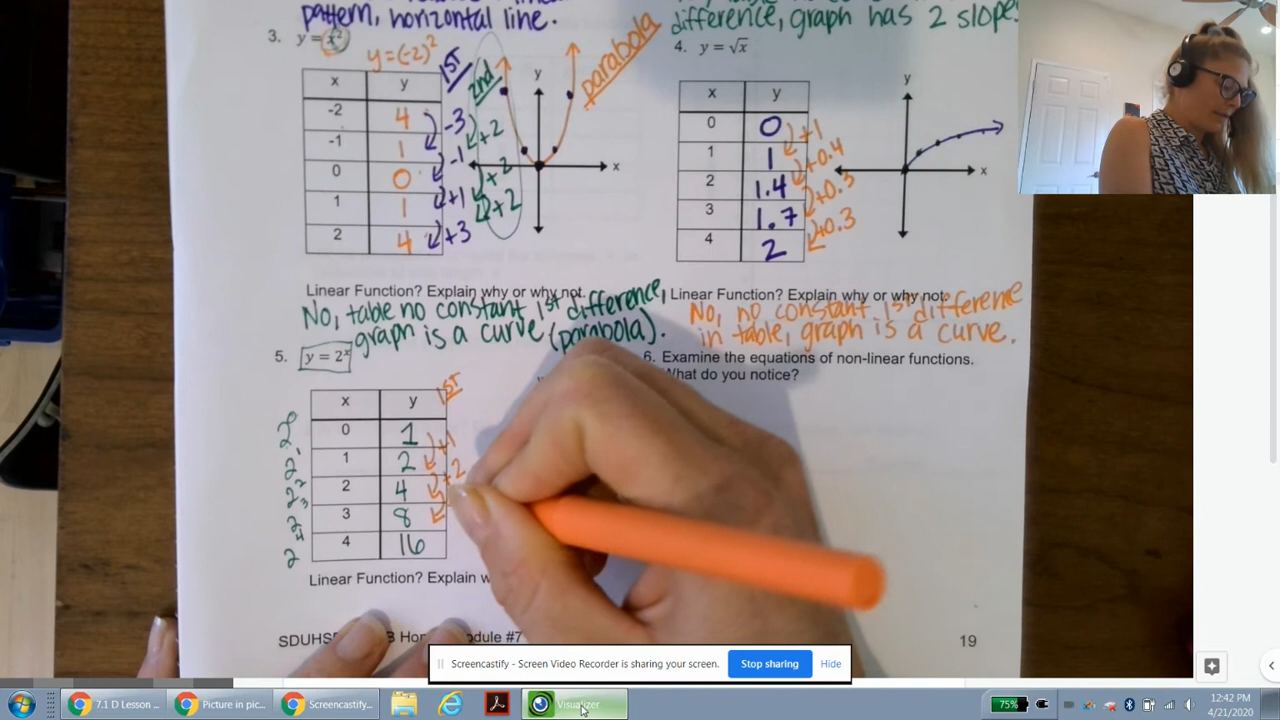 pattern, horizontal line.
difference, graph has 2 slopes
3. y = x²
y=(-2)²
1ST
2nd
parabola
x y
-2 4
-1 1
0 0
1 1
2 4
-3
-1
+1
+3
+2
+2
+2
y
x
Linear Function? Explain why or why not.
No, table no constant 1st difference,
graph is a curve (parabola).
4. y = √x
x y
0 0
1 1
2 1.4
3 1.7
4 2
+1
+0.4
+0.3
+0.3
y
x
Linear Function? Explain why or why not.
No, no constant 1st difference
in table, graph is a curve.
5. y = 2ˣ
1ST
x y
2⁰ 0 1
2¹ 1 2
2² 2 4
2³ 3 8
2⁴ 4 16
+1
+2
Linear Function? Explain
6. Examine the equations of non-linear functions.
What do you notice?
19
Screencastify - Screen Video Recorder is sharing your screen.
Stop sharing
Hide
7.1 D Lesson ...
Picture in pic...
Screencastify...
Visualizer
75%
12:42 PM
4/21/2020